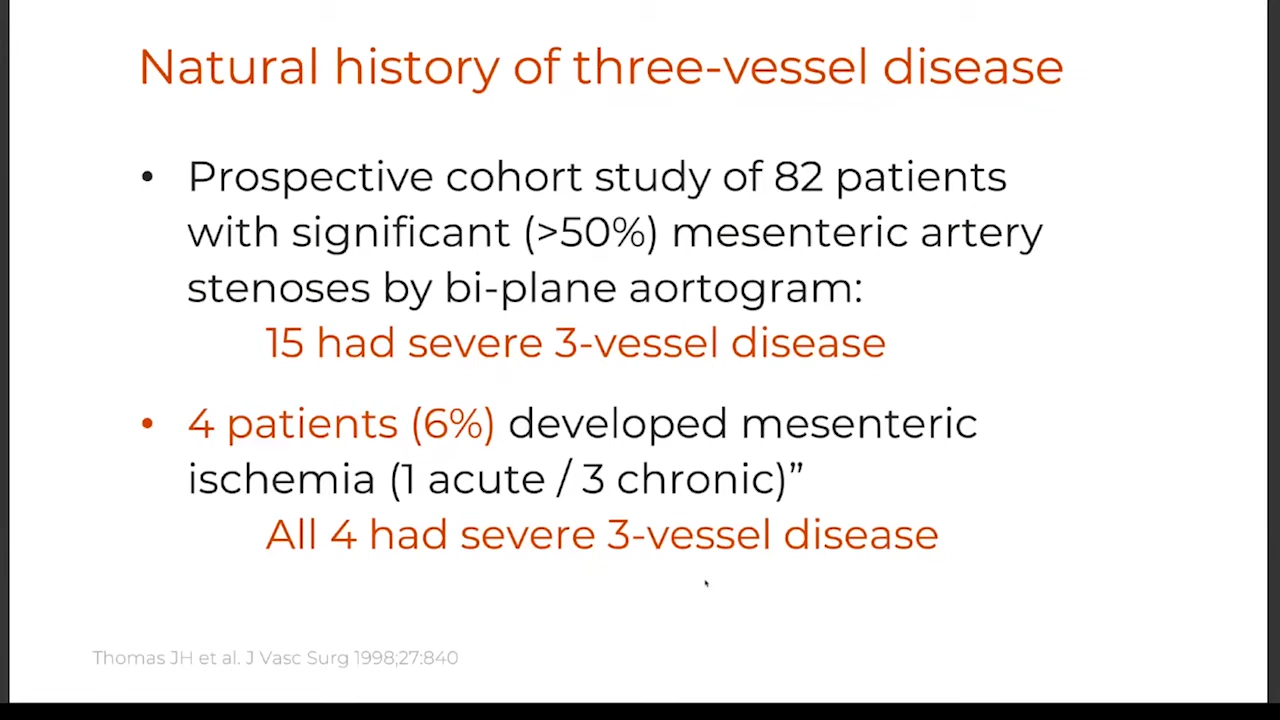 Natural history of three-vessel disease
• Prospective cohort study of 82 patients
with significant (>50%) mesenteric artery
stenoses by bi-plane aortogram:
15 had severe 3-vessel disease
• 4 patients (6%) developed mesenteric
ischemia (1 acute / 3 chronic)”
All 4 had severe 3-vessel disease
Thomas JH et al. J Vasc Surg 1998;27:840